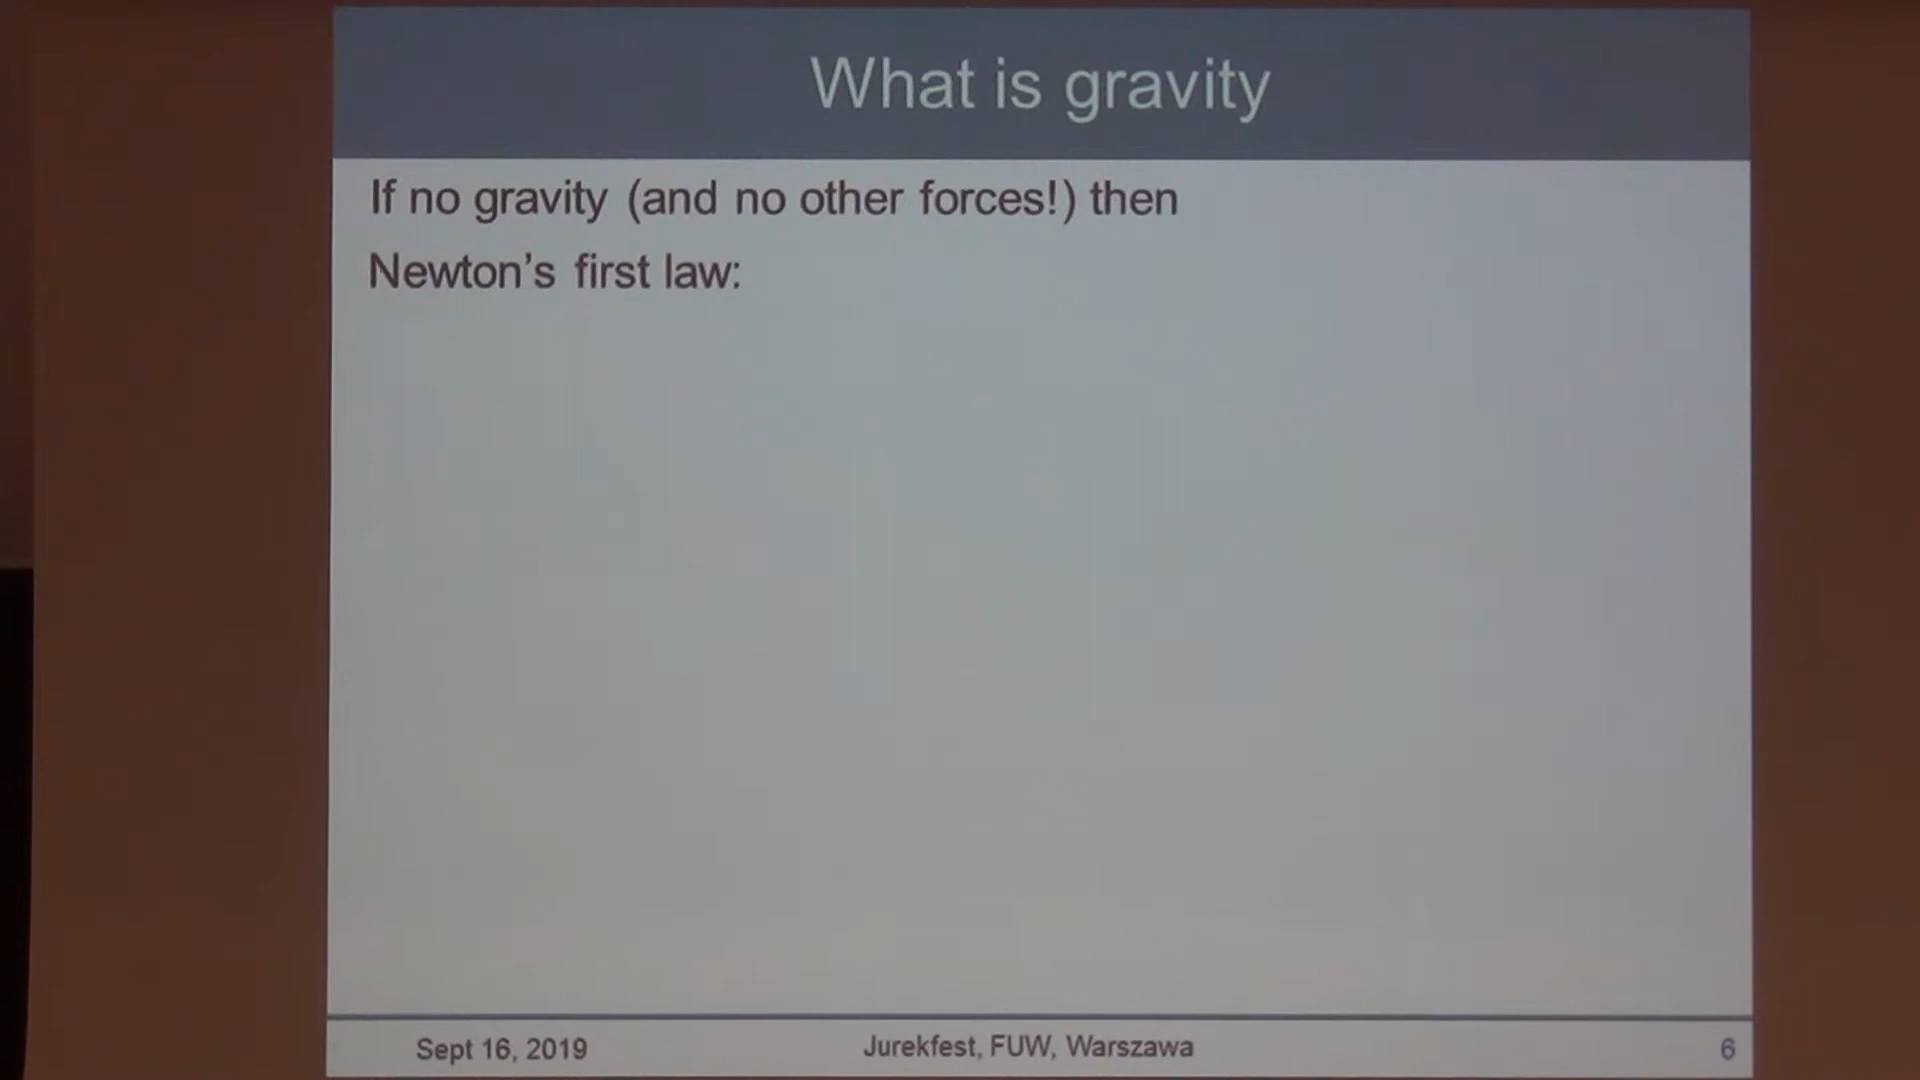 What is gravity
If no gravity (and no other forces!) then
Newton’s first law:
Sept 16, 2019
Jurekfest, FUW, Warszawa
6